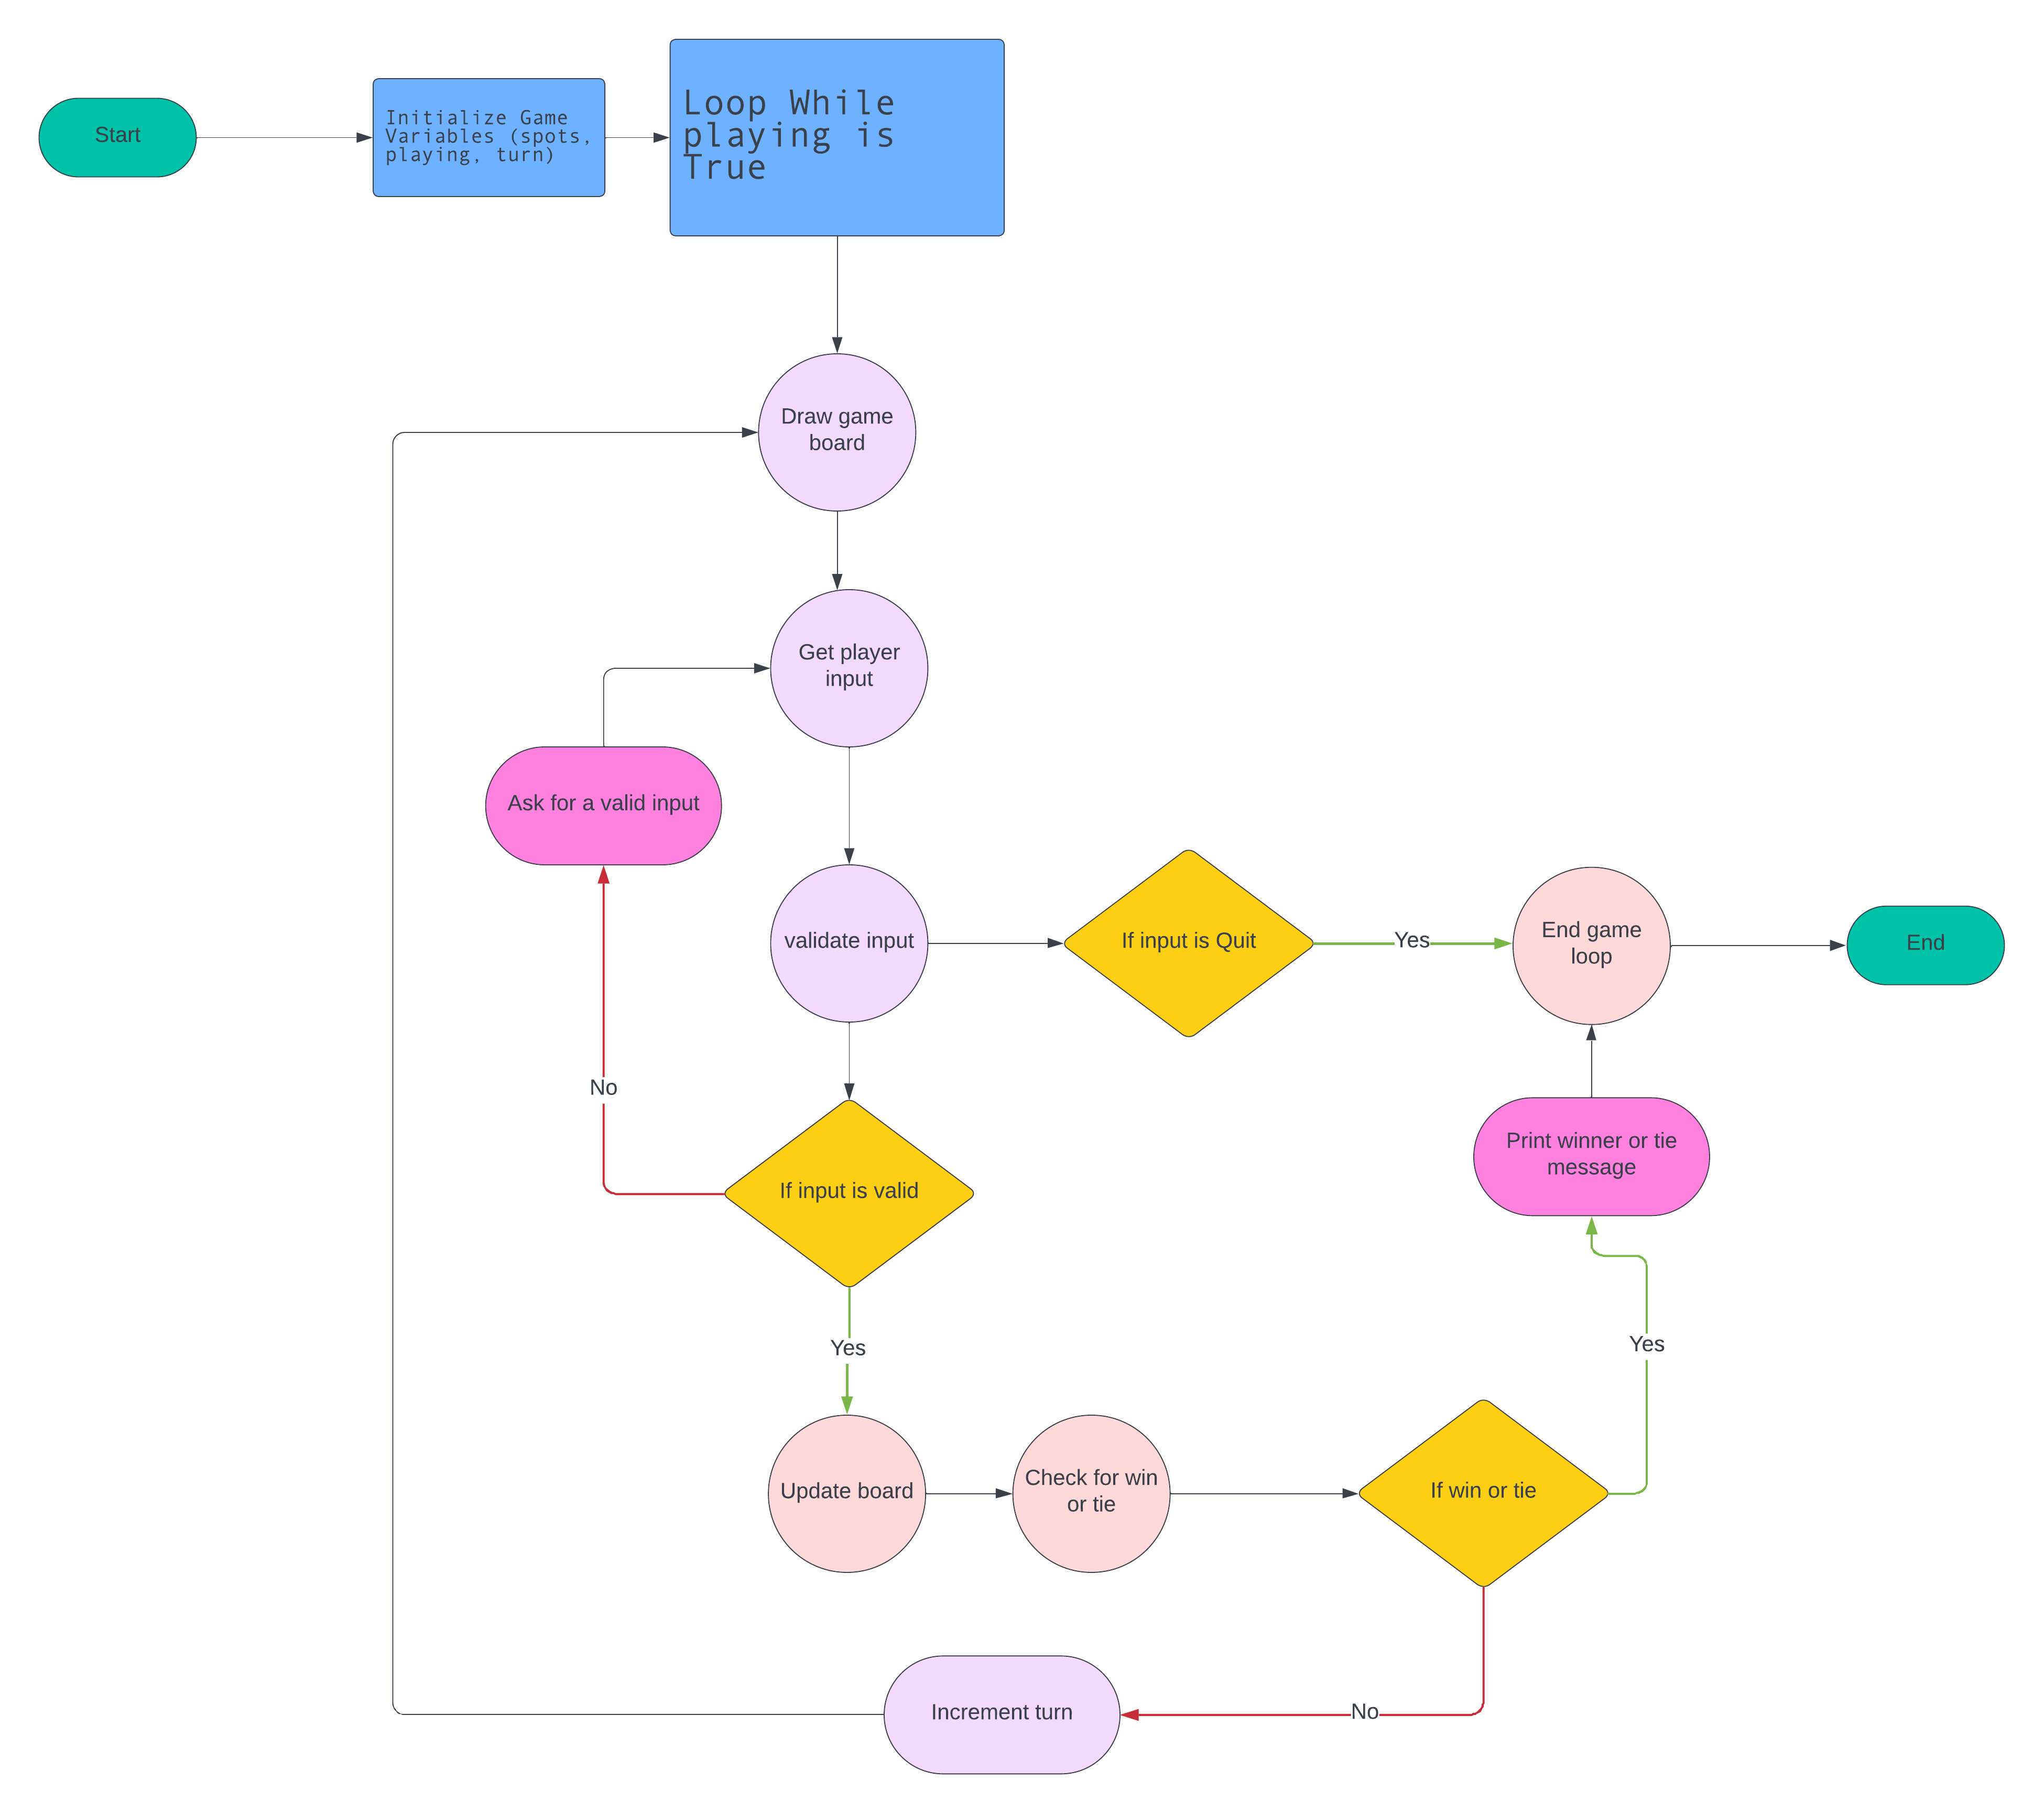 Start
Initialize Game
Variables (spots,
playing, turn)
Loop While
playing is
True
Draw game
board
Get player
input
Ask for a valid input
validate input
If input is Quit
Yes
End game
loop
End
No
Print winner or tie
message
If input is valid
Yes
Yes
Update board
Check for win
or tie
If win or tie
Increment turn
No